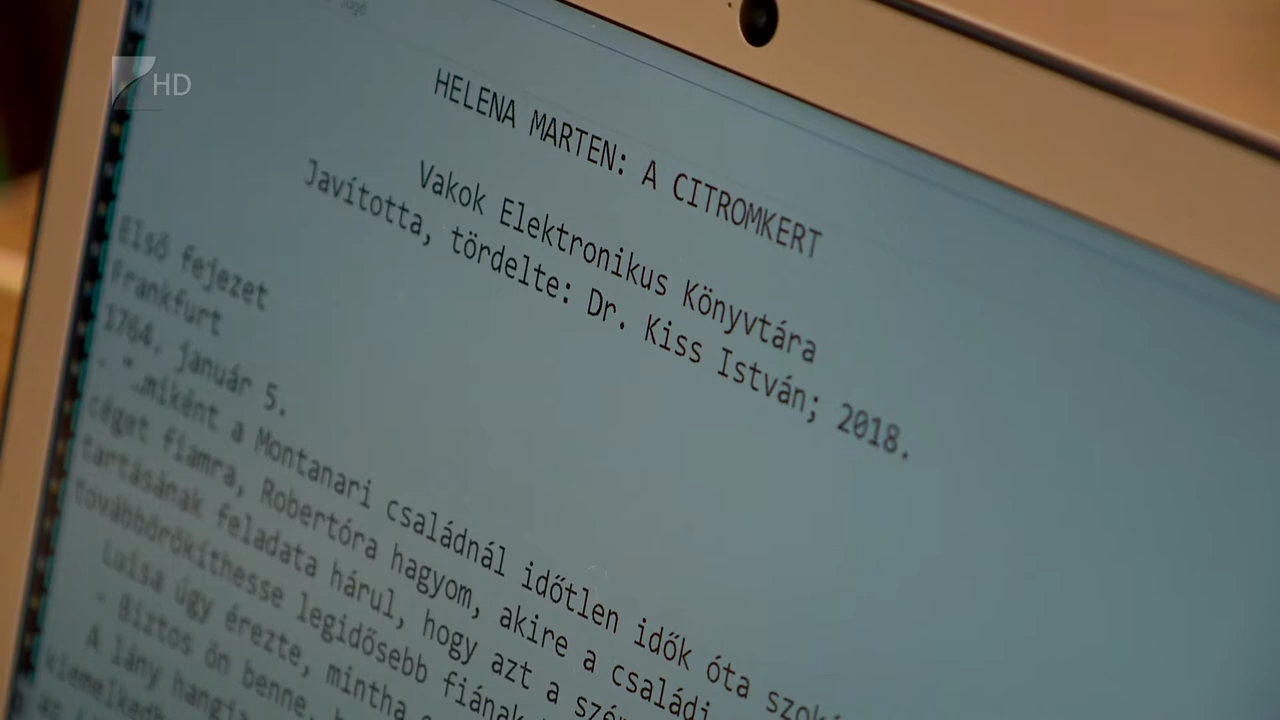 HD
HELENA MARTEN: A CITROMKERT
Vakok Elektronikus Könyvtára
Javította, tördelte: Dr. Kiss István; 2018.
Első fejezet
Frankfurt
1764. január 5.
- "…miként a Montanari családnál időtlen idők óta
céget fiamra, Robertóra hagyom, akire a családi
tartásának feladata hárul, hogy azt a
továbbörökíthesse legidősebb fiának
Luisa úgy érezte, mintha
- Biztos ön benne,
A lány